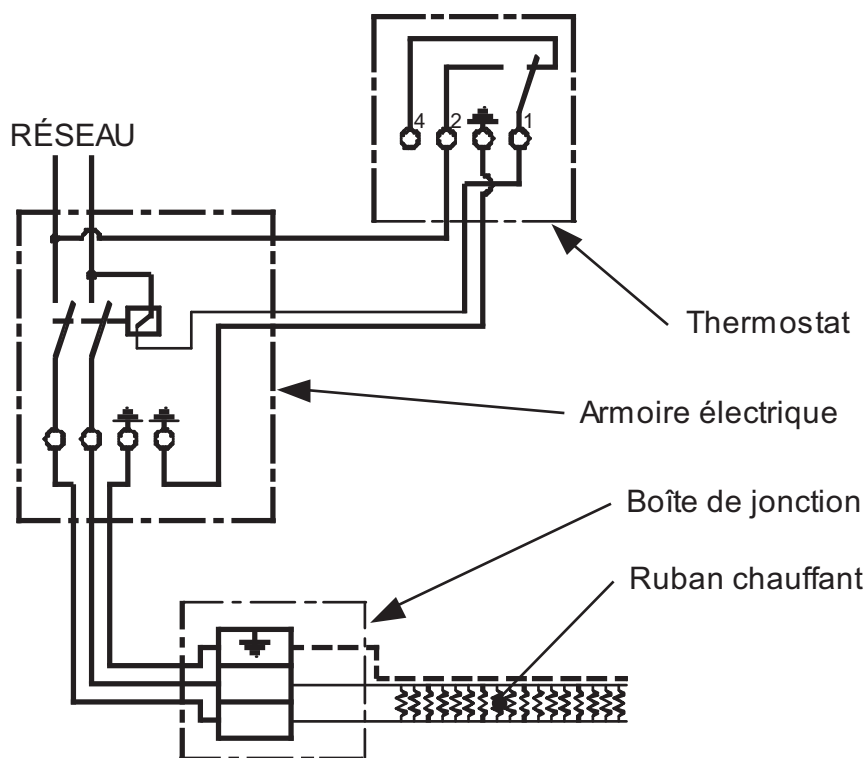 4 2 1
RÉSEAU
Thermostat
Armoire électrique
Boîte de jonction
Ruban chauffant